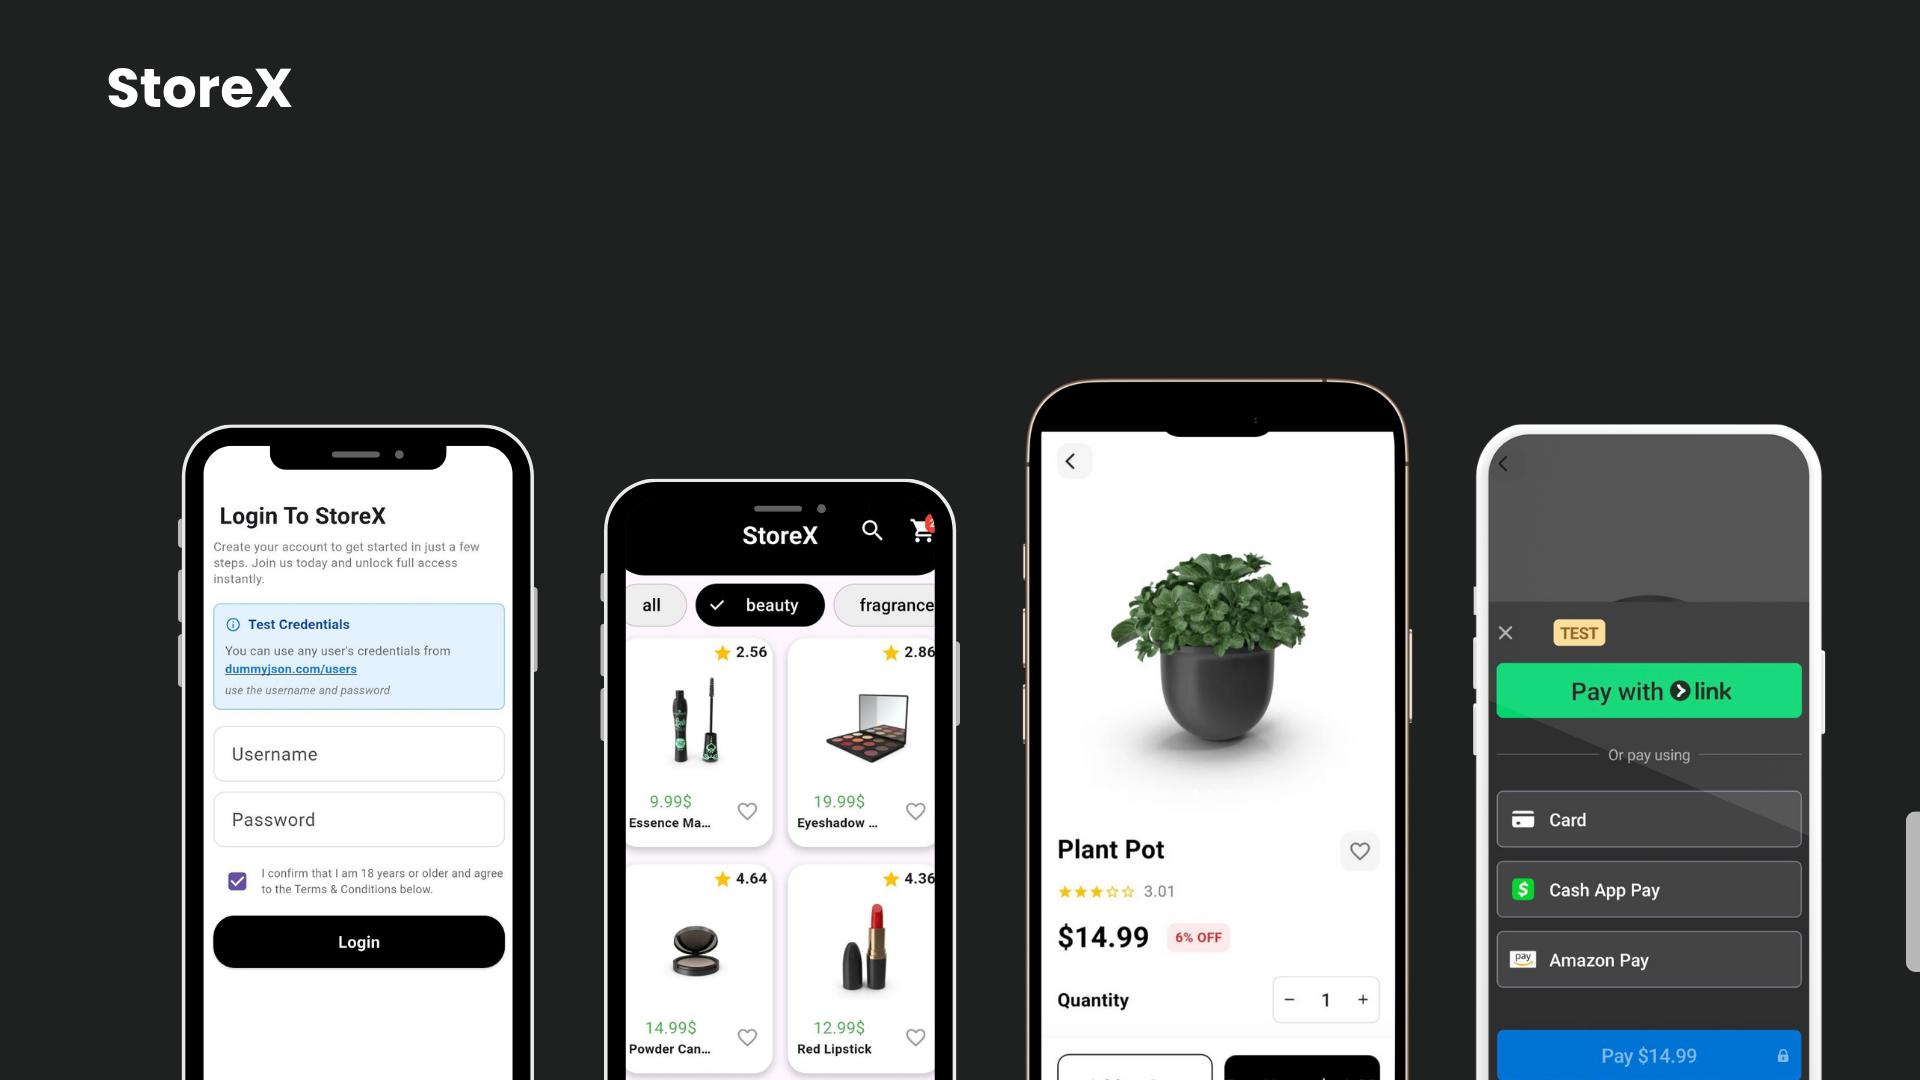 StoreX
Login To StoreX
Create your account to get started in just a few
steps. Join us today and unlock full access
instantly.
Test Credentials
You can use any user's credentials from
dummyjson.com/users
use the username and password
Username
Password
I confirm that I am 18 years or older and agree
to the Terms & Conditions below.
Login
StoreX
all
beauty
fragrance
2.56
2.86
9.99$
19.99$
Essence Ma...
Eyeshadow ...
4.64
4.36
14.99$
12.99$
Powder Can...
Red Lipstick
Plant Pot
3.01
$14.99
6% OFF
Quantity
− 1 +
TEST
Pay with link
Or pay using
Card
$ Cash App Pay
pay Amazon Pay
Pay $14.99